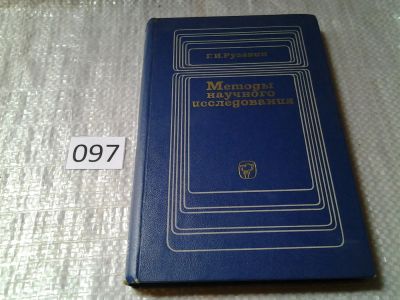 Г.И.Рузавин
Методы
научного
исследования
097